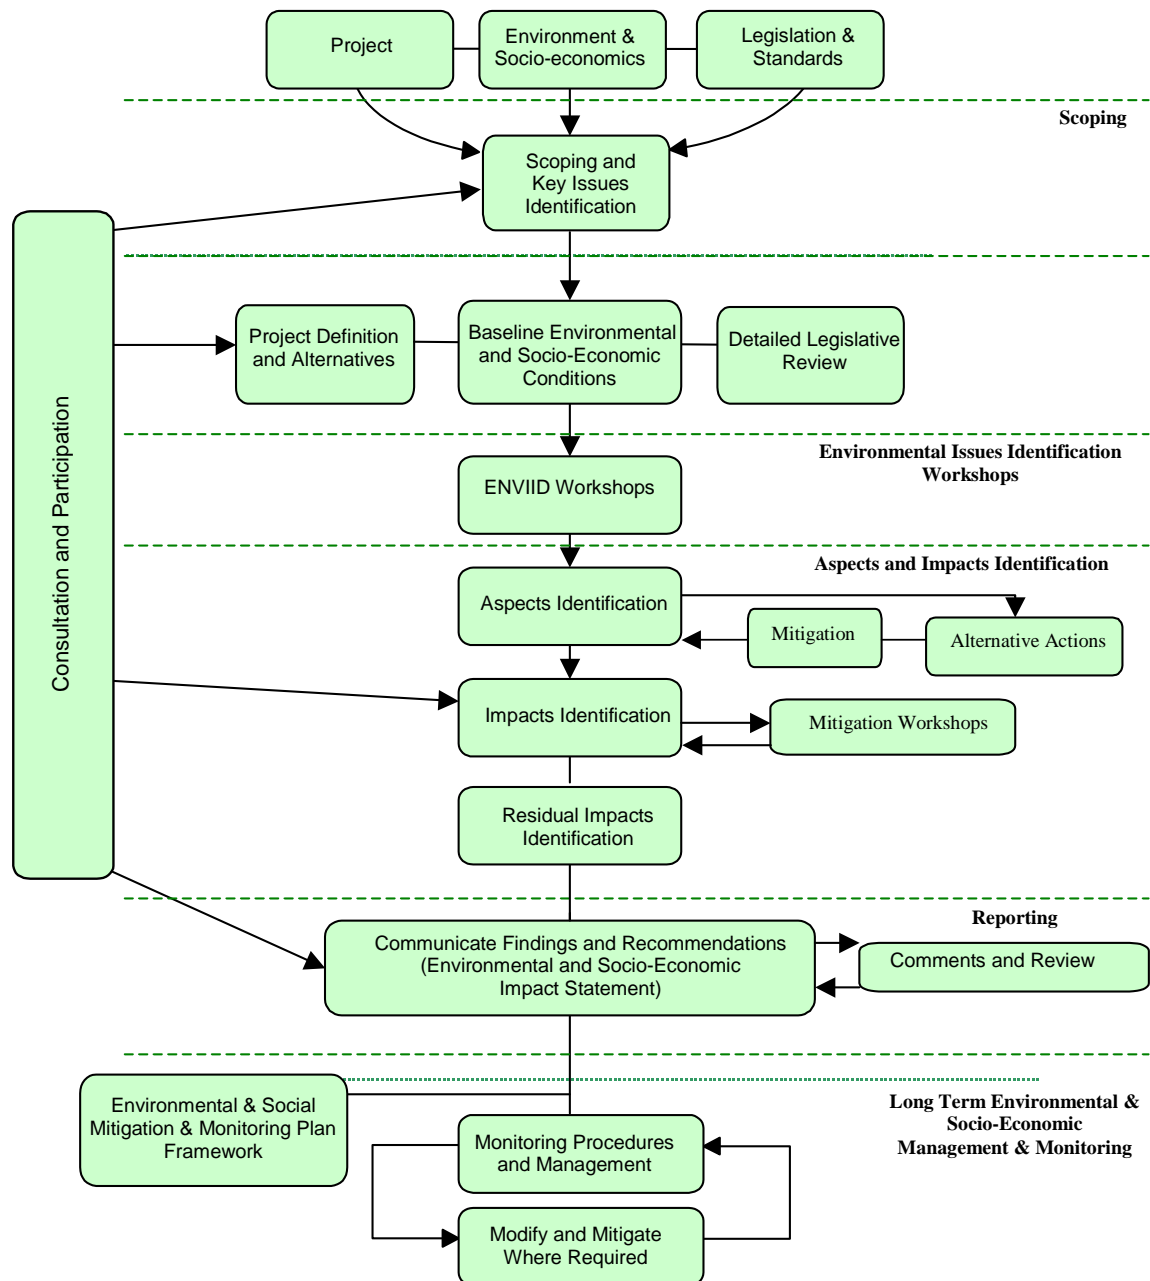 Project
Environment &
Socio-economics
Legislation &
Standards
Scoping
Scoping and
Key Issues
Identification
Consultation and Participation
Project Definition
and Alternatives
Baseline Environmental
and Socio-Economic
Conditions
Detailed Legislative
Review
Environmental Issues Identification
Workshops
ENVIID Workshops
Aspects and Impacts Identification
Aspects Identification
Mitigation
Alternative Actions
Impacts Identification
Mitigation Workshops
Residual Impacts
Identification
Reporting
Communicate Findings and Recommendations
(Environmental and Socio-Economic
Impact Statement)
Comments and Review
Environmental & Social
Mitigation & Monitoring Plan
Framework
Long Term Environmental &
Socio-Economic
Management & Monitoring
Monitoring Procedures
and Management
Modify and Mitigate
Where Required